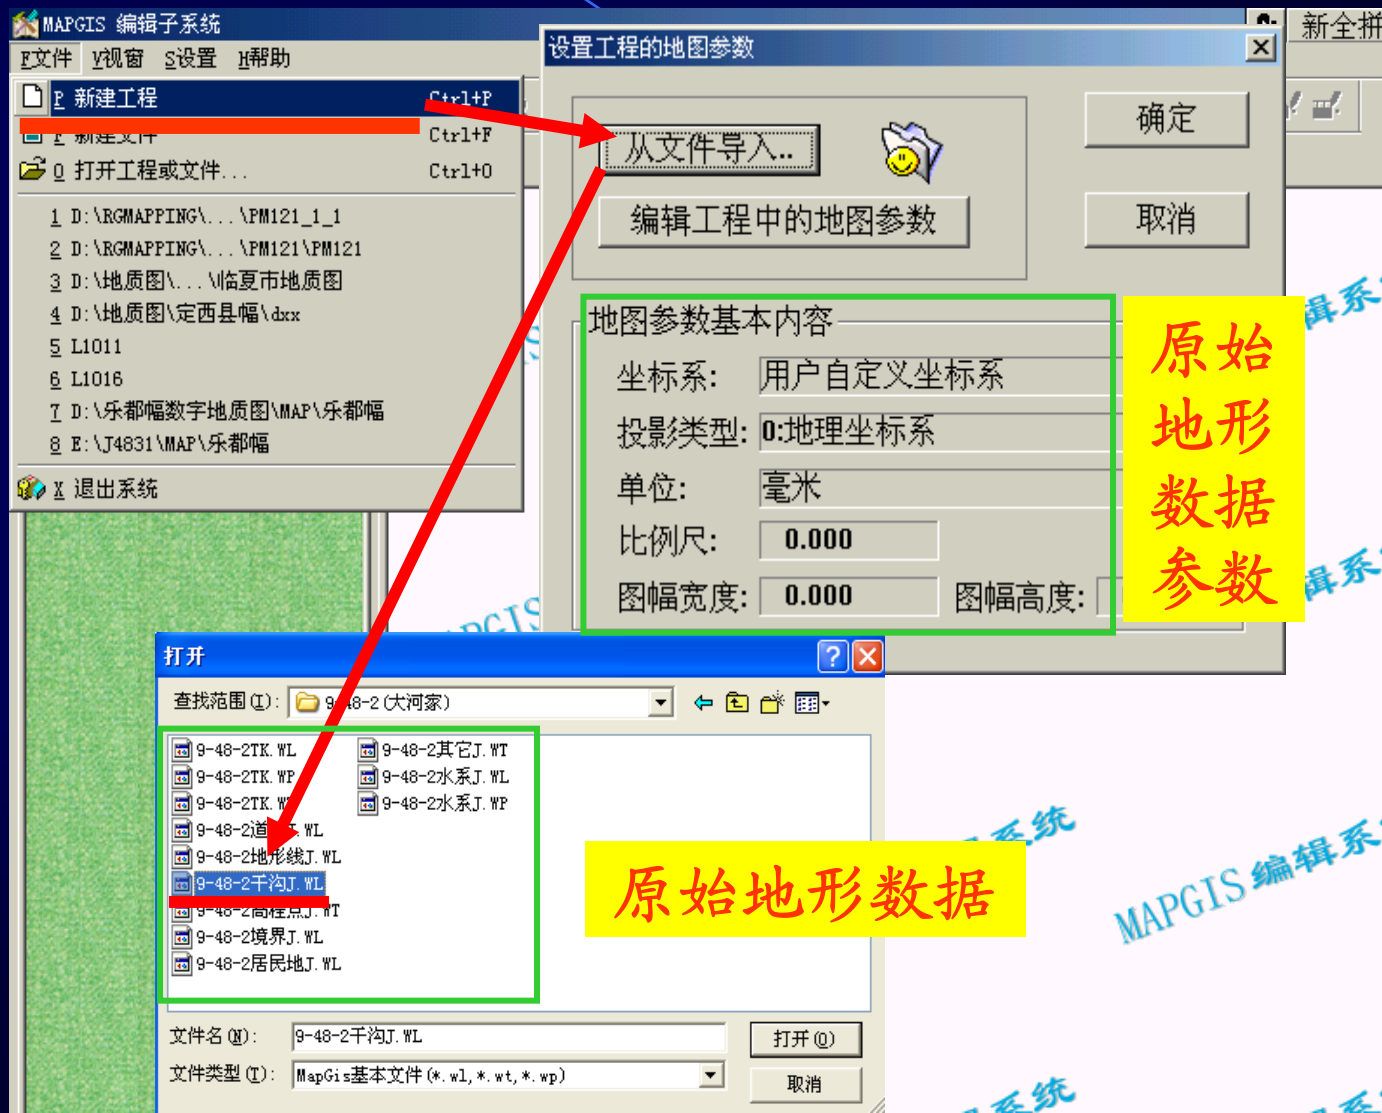 MAPGIS 编辑子系统
新全拼
F文件 V视窗 S设置 H帮助
P 新建工程 Ctrl+P
F 新建文件 Ctrl+F
O 打开工程或文件... Ctrl+O
1 D:\RGMAPPING\...\PM121_1_1
2 D:\RGMAPPING\...\PM121\PM121
3 D:\地质图\...\临夏市地质图
4 D:\地质图\定西县幅\dxx
5 L1011
6 L1016
7 D:\乐都幅数字地质图\MAP\乐都幅
8 E:\J4831\MAP\乐都幅
X 退出系统
设置工程的地图参数
从文件导入..
确定
编辑工程中的地图参数
取消
地图参数基本内容
坐标系: 用户自定义坐标系
投影类型: 0:地理坐标系
单位: 毫米
比例尺: 0.000
图幅宽度: 0.000 图幅高度:
原始
地形
数据
参数
打开
查找范围(I): 9-48-2(大河家)
9-48-2TK.WL
9-48-2TK.WP
9-48-2地形线J.WL
9-48-2干沟J.WL
9-48-2高程点J.WT
9-48-2境界J.WL
9-48-2居民地J.WL
9-48-2其它J.WT
9-48-2水系J.WL
9-48-2水系J.WP
原始地形数据
文件名(N): 9-48-2干沟J.WL
打开(O)
文件类型(T): MapGis基本文件(*.wl,*.wt,*.wp)
取消
MAPGIS 编辑系